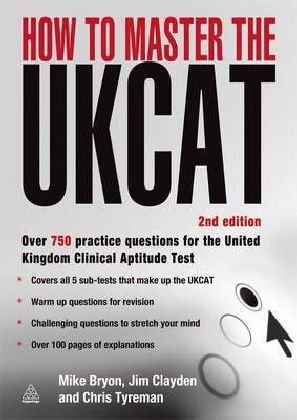 HOW TO MASTER THE
UKCAT
2nd edition
Over 750 practice questions for the United
Kingdom Clinical Aptitude Test
* Covers all 5 sub-tests that make up the UKCAT
* Warm up questions for revision
* Challenging questions to stretch your mind
* Over 100 pages of explanations
Mike Bryon, Jim Clayden
and Chris Tyreman